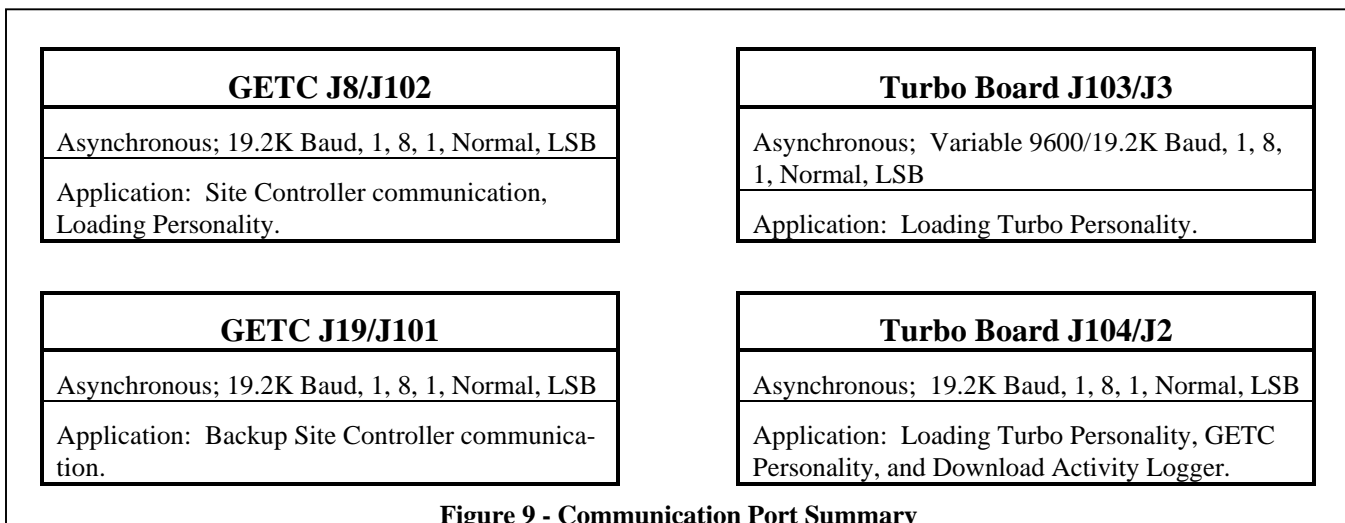 GETC J8/J102
Asynchronous; 19.2K Baud, 1, 8, 1, Normal, LSB
Application: Site Controller communication,
Loading Personality.
Turbo Board J103/J3
Asynchronous; Variable 9600/19.2K Baud, 1, 8,
1, Normal, LSB
Application: Loading Turbo Personality.
GETC J19/J101
Asynchronous; 19.2K Baud, 1, 8, 1, Normal, LSB
Application: Backup Site Controller communica-
tion.
Turbo Board J104/J2
Asynchronous; 19.2K Baud, 1, 8, 1, Normal, LSB
Application: Loading Turbo Personality, GETC
Personality, and Download Activity Logger.
Figure 9 - Communication Port Summary